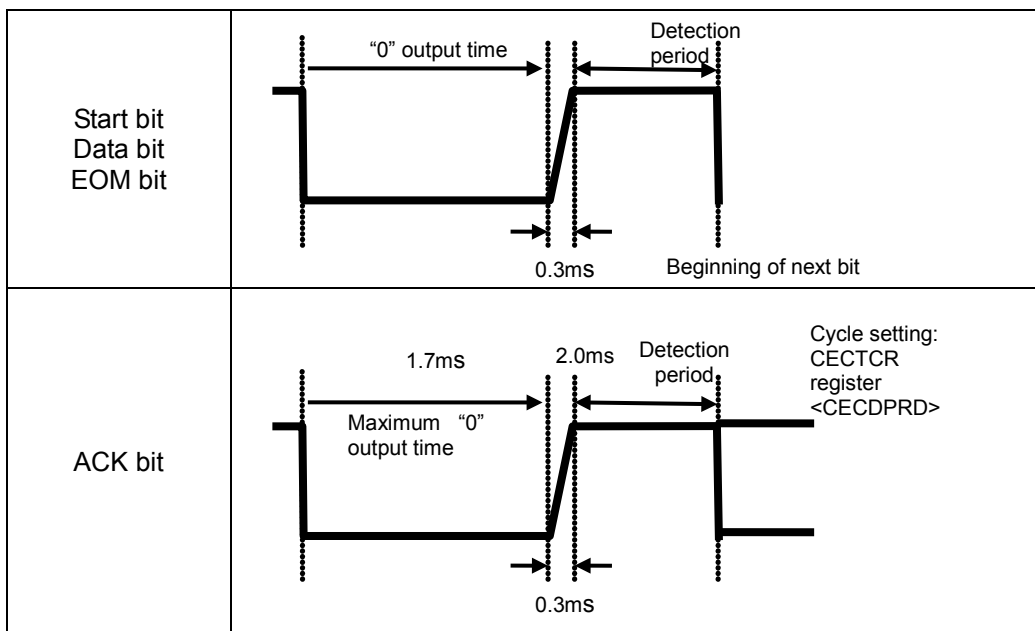 Start bit
Data bit
EOM bit
“0” output time
Detection
period
0.3ms
Beginning of next bit
ACK bit
1.7ms
Maximum “0”
output time
2.0ms
Detection
period
Cycle setting:
CECTCR
register
<CECDPRD>
0.3ms